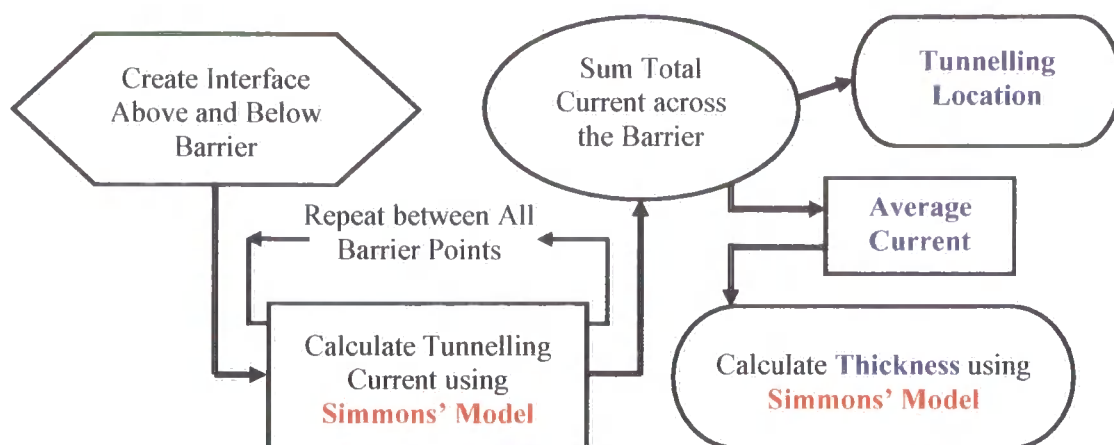 Create Interface
Above and Below
Barrier
Repeat between All
Barrier Points
Calculate Tunnelling
Current using
Simmons' Model
Sum Total
Current across
the Barrier
Tunnelling
Location
Average
Current
Calculate Thickness using
Simmons' Model